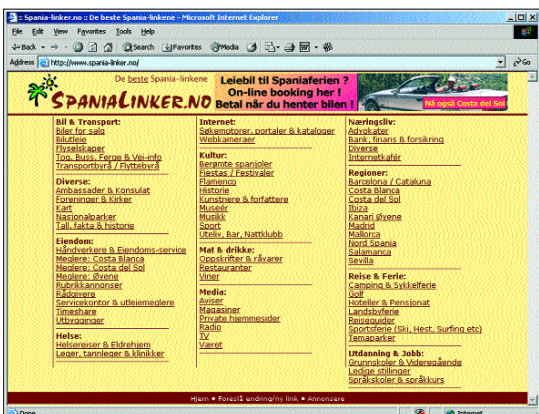 :: Spania-linker.no :: De beste Spania-linkene - Microsoft Internet Explorer
File Edit View Favorites Tools Help
Back Search Favorites Media
Address http://www.spania-linker.no/ Go
De beste Spania-linkene
SPANIALINKER.NO
Leiebil til Spaniaferien ?
On-line booking her !
Betal når du henter bilen !
Nå også Costa del Sol
Bil & Transport:
Biler for salg
Bilutleie
Flyselskaper
Tog, Buss, Ferge & Vei-info
Transportbyrå / Flyttebyrå
Diverse:
Ambassader & Konsulat
Foreninger & Kirker
Kart
Nasjonalparker
Tall, fakta & historie
Eiendom:
Håndverkere & Eiendoms-service
Meglere: Costa Blanca
Meglere: Costa del Sol
Meglere: Øyene
Rubrikkannonser
Rådgivere
Servicekontor & utleiemeglere
Timeshare
Utbygginger
Helse:
Helsereiser & Eldrehjem
Leger, tannleger & klinikker
Internet:
Søkemotorer, portaler & kataloger
Webkameraer
Kultur:
Berømte spanjoler
Fiestas / Festivaler
Flamenco
Historie
Kunstnere & forfattere
Museér
Musikk
Sport
Uteliv, Bar, Nattklubb
Mat & drikke:
Oppskrifter & råvarer
Restauranter
Viner
Media:
Aviser
Magasiner
Private hjemmesider
Radio
TV
Været
Næringsliv:
Advokater
Bank, finans & forsikring
Diverse
Internetkafér
Regioner:
Barcelona / Cataluna
Costa Blanca
Costa del Sol
Ibiza
Kanari Øyene
Madrid
Mallorca
Nord Spania
Salamanca
Sevilla
Reise & Ferie:
Camping & Sykkelferie
Golf
Hoteller & Pensjonat
Landsbyferie
Reiseguider
Sportsferie (Ski, Hest, Surfing etc)
Temaparker
Utdanning & Jobb:
Grunnskoler & Videregående
Ledige stillinger
Språkskoler & språkkurs
Hjem Foreslå endring/ny link Annonsere
Done Internet